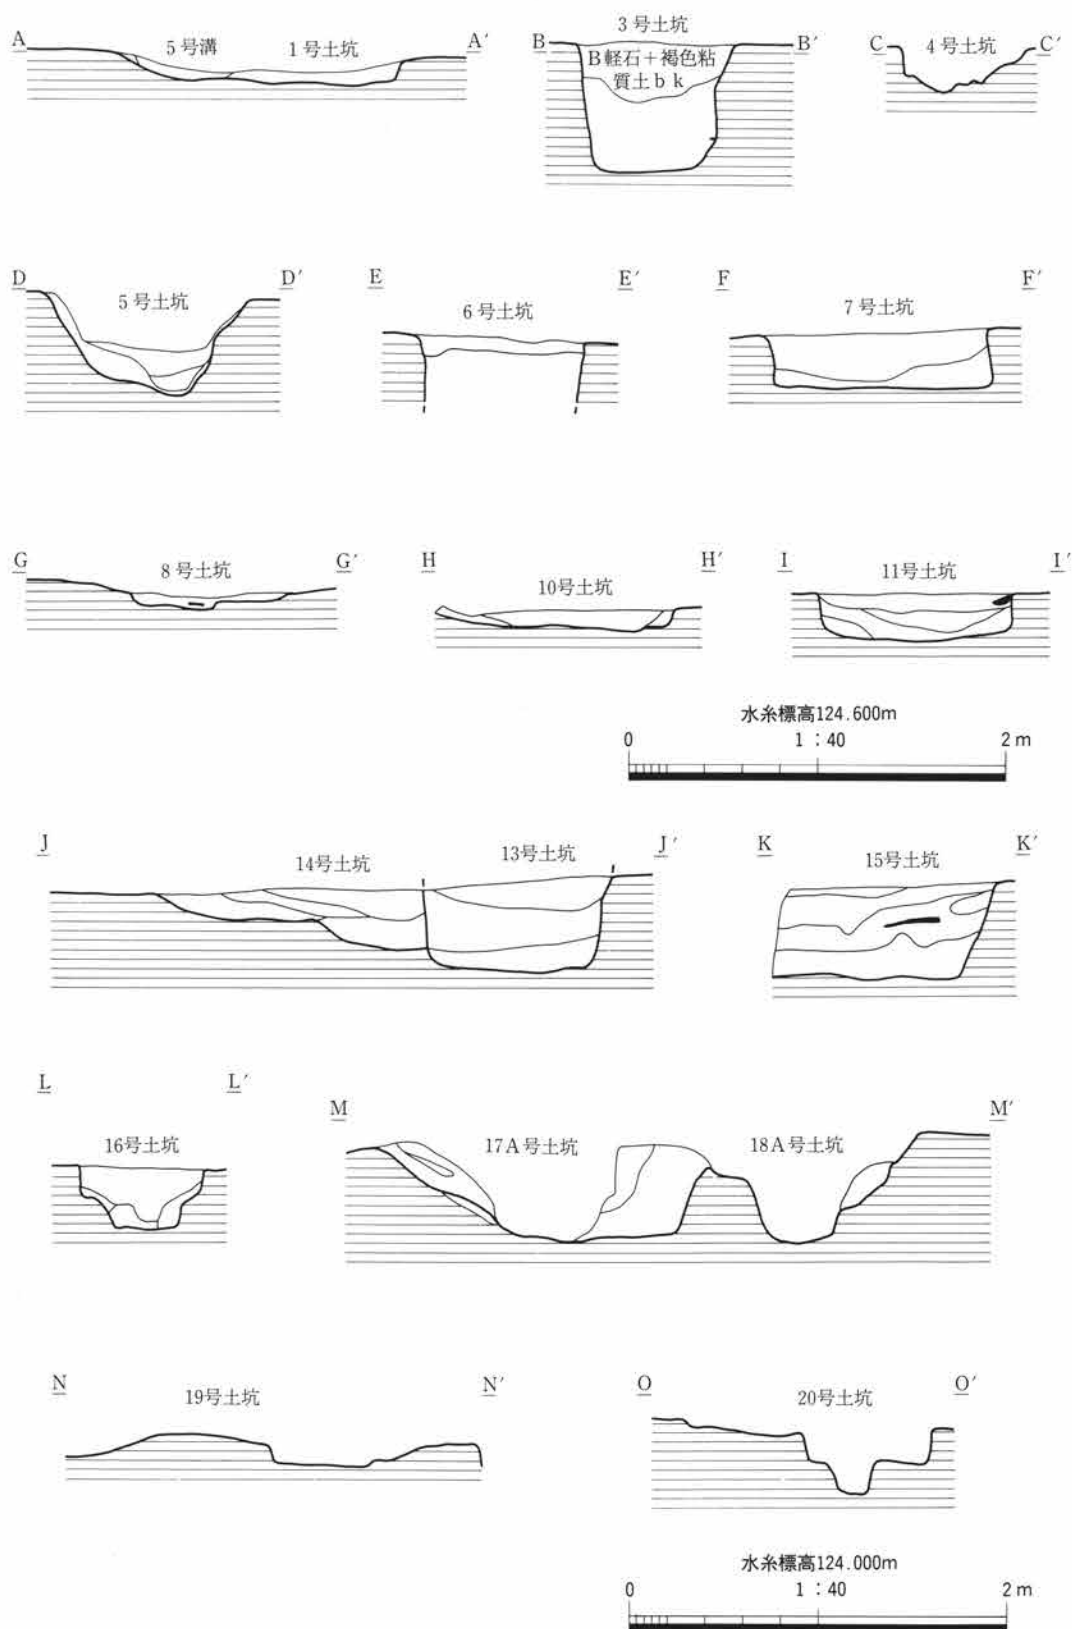 A 5号溝 1号土坑 A′
B 3号土坑 B′
B軽石+褐色粘
質土bk
C 4号土坑 C′
D 5号土坑 D′
E 6号土坑 E′
F 7号土坑 F′
G 8号土坑 G′
H 10号土坑 H′
I 11号土坑 I′
水糸標高124.600m
0 1:40 2m
J 14号土坑 13号土坑 J′
K 15号土坑 K′
L 16号土坑 L′
M 17A号土坑 18A号土坑 M′
N 19号土坑 N′
O 20号土坑 O′
水糸標高124.000m
0 1:40 2m